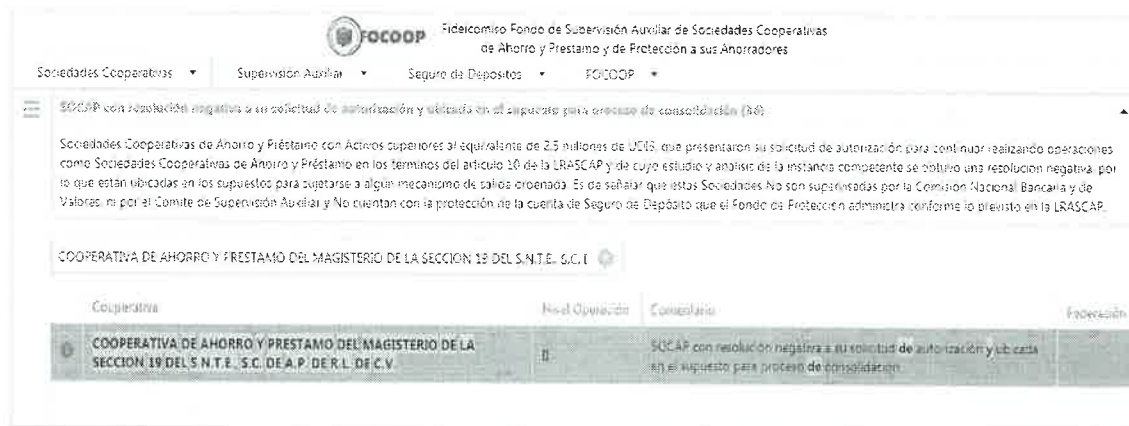 FOCOOP
Fideicomiso Fondo de Supervisión Auxiliar de Sociedades Cooperativas
de Ahorro y Prestamo y de Protección a sus Ahorradores
Sociedades Cooperativas Supervisión Auxiliar Seguro de Depósitos FOCOOP
SOCAP con resolución negativa a su solicitud de autorización y ubicada en el supuesto para proceso de consolidación
Sociedades Cooperativas de Ahorro y Préstamo con Activos superiores al equivalente de 2.5 millones de UDIS, que presentaron su solicitud de autorización para continuar realizando operaciones
como Sociedades Cooperativas de Ahorro y Préstamo en los términos del artículo 10 de la LRASCAP y de cuyo estudio y analisis de la instancia competente se obtuvo una resolucion negativa, por
lo que están ubicadas en los supuestos para sujetarse a algún mecanismo de salida ordenada. Es de señalar que estas Sociedades No son supervisadas por la Comisión Nacional Bancaria y de
Valores, ni por el Comité de Supervisión Auxiliar y No cuentan con la protección de la cuenta de Seguro de Depósito que el Fondo de Protección administra conforme lo previsto en la LRASCAP.
COOPERATIVA DE AHORRO Y PRESTAMO DEL MAGISTERIO DE LA SECCION 19 DEL S.N.T.E., S.C. I
Cooperativa Nivel Operación Comentario Federación
COOPERATIVA DE AHORRO Y PRESTAMO DEL MAGISTERIO DE LA
SECCION 19 DEL S.N.T.E., S.C. DE A.P. DE R.L. DE C.V.
0
SOCAP con resolución negativa a su solicitud de autorización y ubicada
en el supuesto para proceso de consolidación